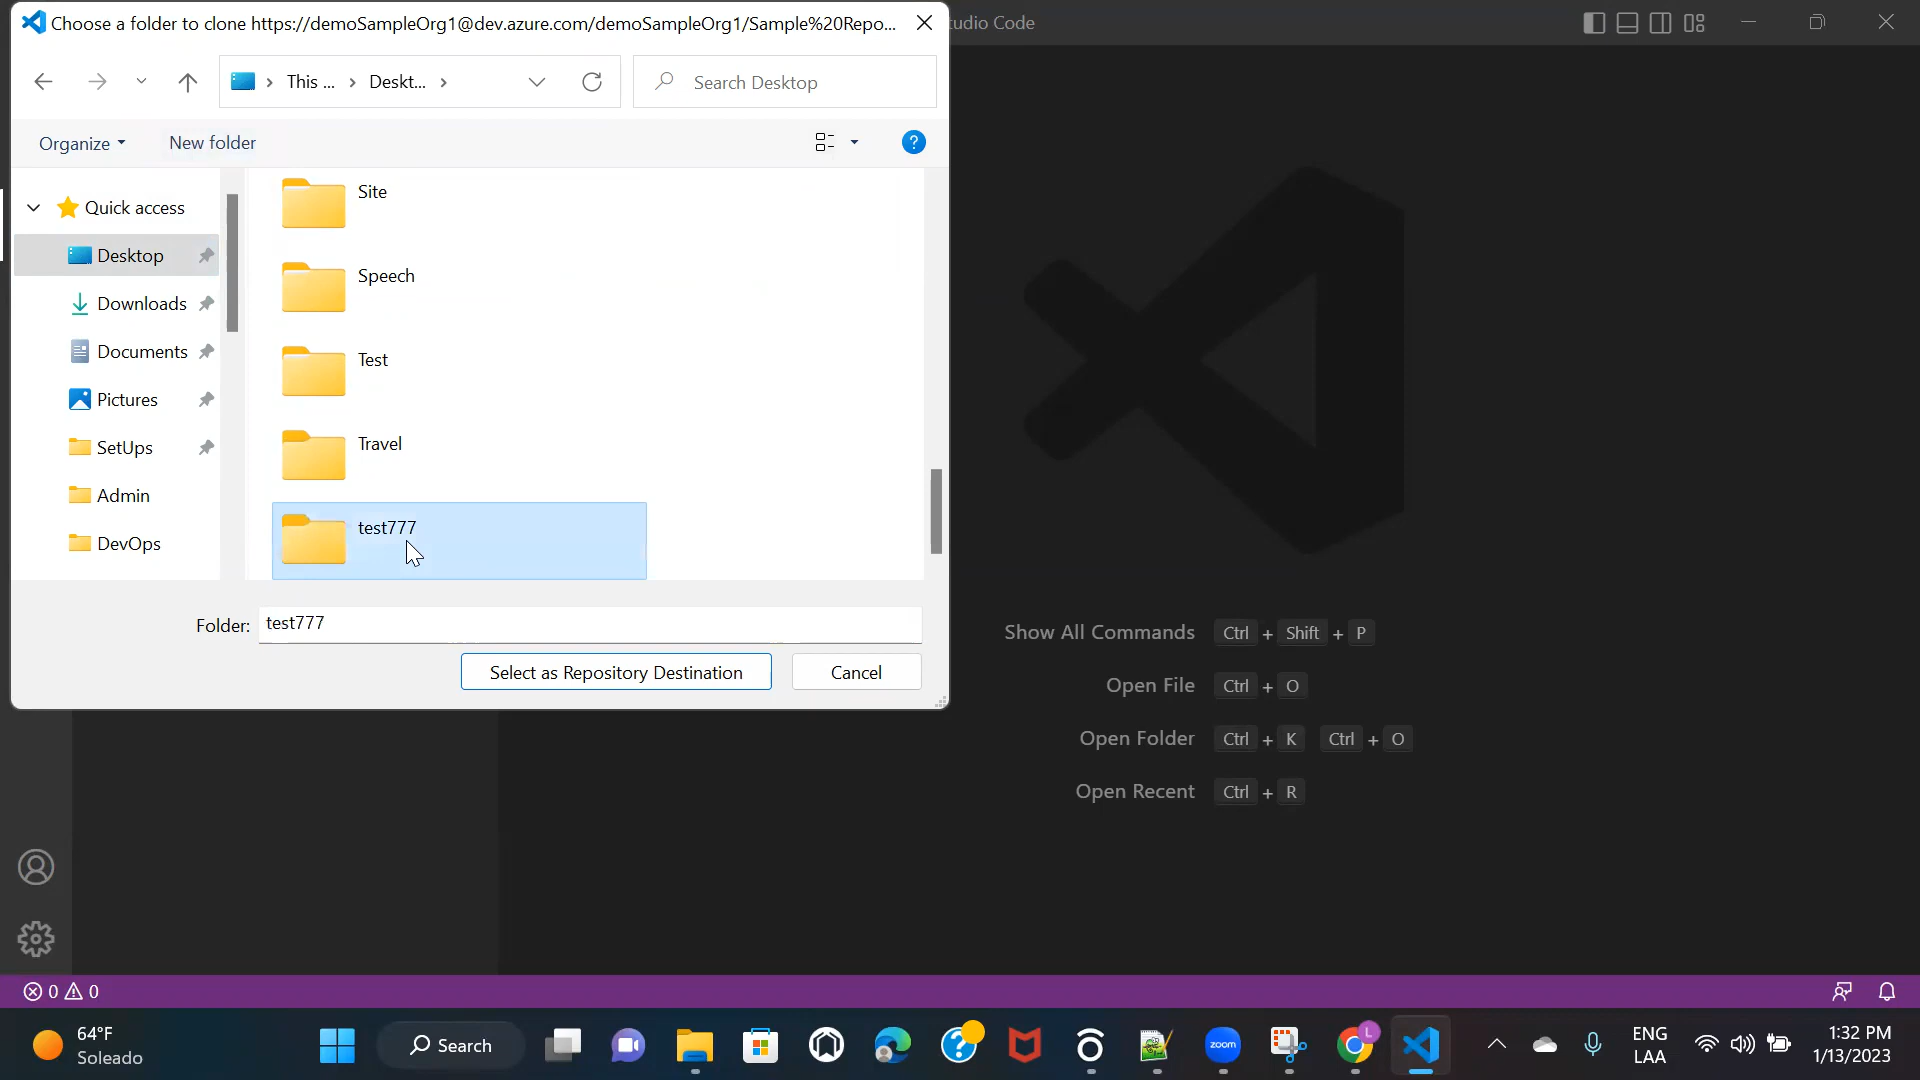 Choose a folder to clone https://demoSampleOrg1@dev.azure.com/demoSampleOrg1/Sample%20Repo...
tudio Code
This ...
Deskt...
Search Desktop
Organize
New folder
Quick access
Desktop
Downloads
Documents
Pictures
SetUps
Admin
DevOps
Site
Speech
Test
Travel
test777
Folder: test777
Select as Repository Destination
Cancel
Show All Commands Ctrl + Shift + P
Open File Ctrl + O
Open Folder Ctrl + K Ctrl + O
Open Recent Ctrl + R
0 0
64°F
Soleado
Search
zoom
L
ENG
LAA
1:32 PM
1/13/2023